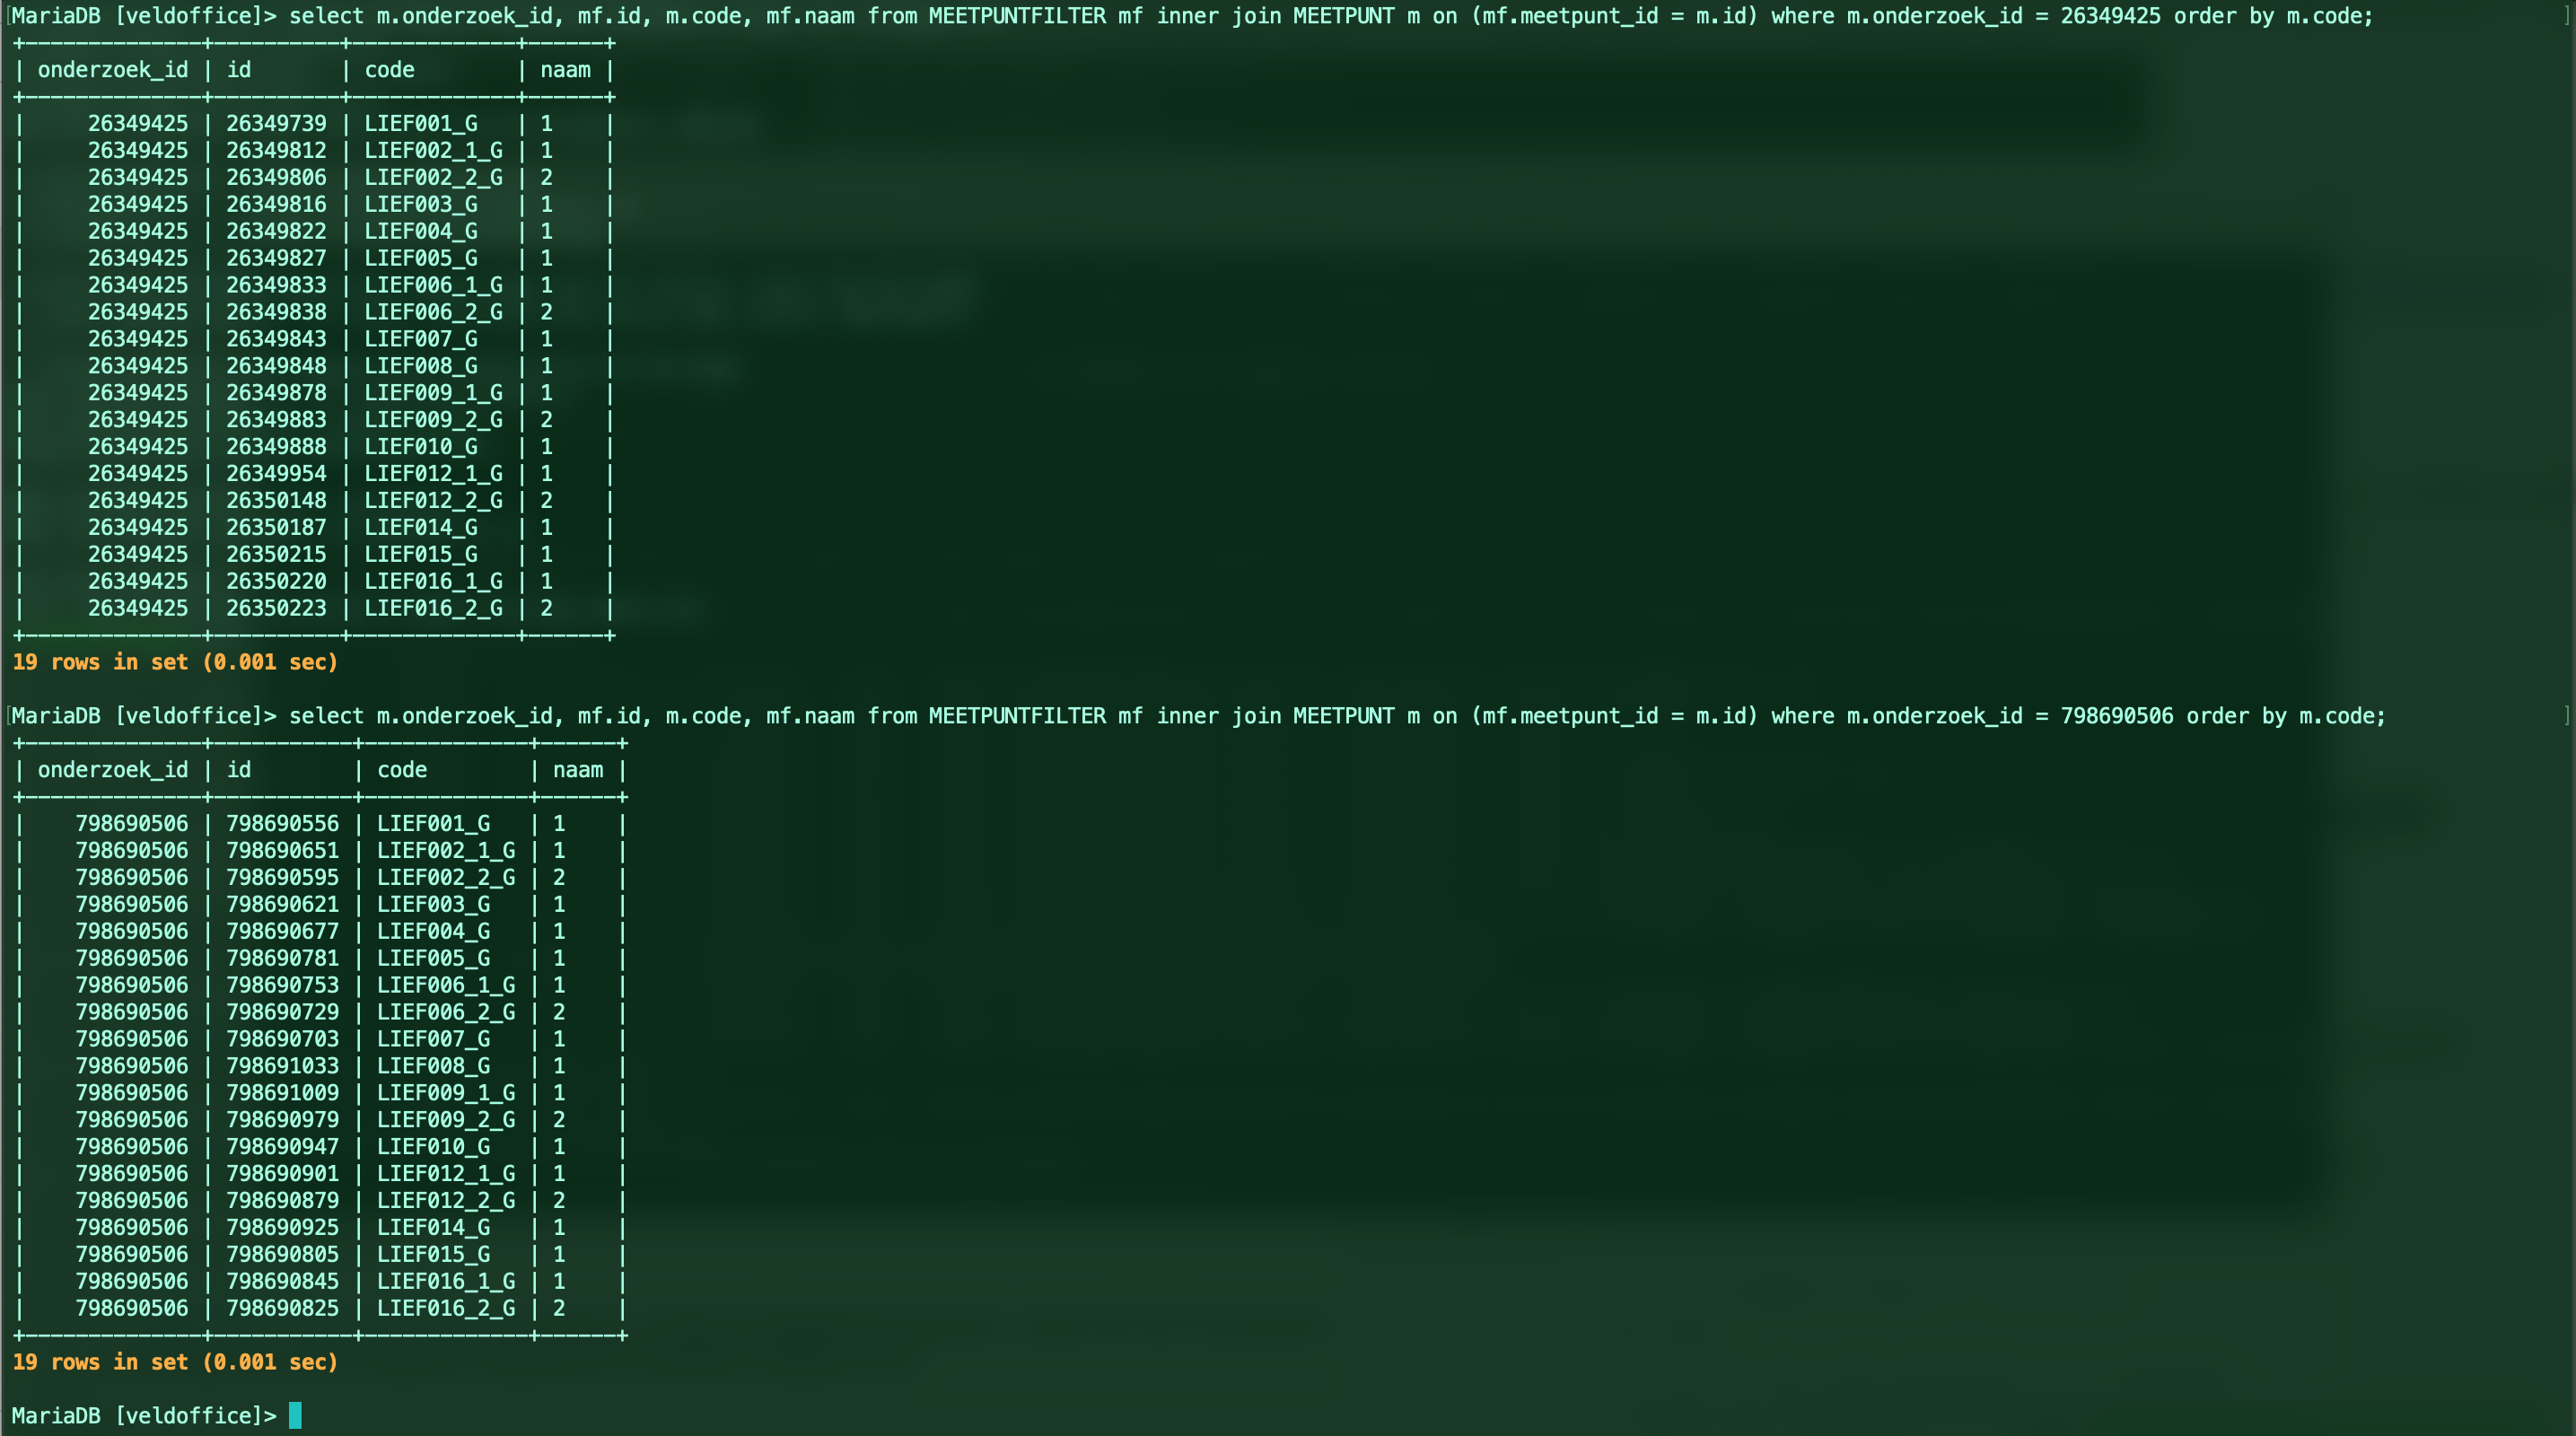 [MariaDB [veldoffice]> select m.onderzoek_id, mf.id, m.code, mf.naam from MEETPUNTFILTER mf inner join MEETPUNT m on (mf.meetpunt_id = m.id) where m.onderzoek_id = 26349425 order by m.code; ]
+--------------+----------+-------------+------+
| onderzoek_id | id       | code        | naam |
+--------------+----------+-------------+------+
|     26349425 | 26349739 | LIEF001_G   | 1    |
|     26349425 | 26349812 | LIEF002_1_G | 1    |
|     26349425 | 26349806 | LIEF002_2_G | 2    |
|     26349425 | 26349816 | LIEF003_G   | 1    |
|     26349425 | 26349822 | LIEF004_G   | 1    |
|     26349425 | 26349827 | LIEF005_G   | 1    |
|     26349425 | 26349833 | LIEF006_1_G | 1    |
|     26349425 | 26349838 | LIEF006_2_G | 2    |
|     26349425 | 26349843 | LIEF007_G   | 1    |
|     26349425 | 26349848 | LIEF008_G   | 1    |
|     26349425 | 26349878 | LIEF009_1_G | 1    |
|     26349425 | 26349883 | LIEF009_2_G | 2    |
|     26349425 | 26349888 | LIEF010_G   | 1    |
|     26349425 | 26349954 | LIEF012_1_G | 1    |
|     26349425 | 26350148 | LIEF012_2_G | 2    |
|     26349425 | 26350187 | LIEF014_G   | 1    |
|     26349425 | 26350215 | LIEF015_G   | 1    |
|     26349425 | 26350220 | LIEF016_1_G | 1    |
|     26349425 | 26350223 | LIEF016_2_G | 2    |
+--------------+----------+-------------+------+
19 rows in set (0.001 sec)
[MariaDB [veldoffice]> select m.onderzoek_id, mf.id, m.code, mf.naam from MEETPUNTFILTER mf inner join MEETPUNT m on (mf.meetpunt_id = m.id) where m.onderzoek_id = 798690506 order by m.code; ]
+--------------+-----------+-------------+------+
| onderzoek_id | id        | code        | naam |
+--------------+-----------+-------------+------+
|    798690506 | 798690556 | LIEF001_G   | 1    |
|    798690506 | 798690651 | LIEF002_1_G | 1    |
|    798690506 | 798690595 | LIEF002_2_G | 2    |
|    798690506 | 798690621 | LIEF003_G   | 1    |
|    798690506 | 798690677 | LIEF004_G   | 1    |
|    798690506 | 798690781 | LIEF005_G   | 1    |
|    798690506 | 798690753 | LIEF006_1_G | 1    |
|    798690506 | 798690729 | LIEF006_2_G | 2    |
|    798690506 | 798690703 | LIEF007_G   | 1    |
|    798690506 | 798691033 | LIEF008_G   | 1    |
|    798690506 | 798691009 | LIEF009_1_G | 1    |
|    798690506 | 798690979 | LIEF009_2_G | 2    |
|    798690506 | 798690947 | LIEF010_G   | 1    |
|    798690506 | 798690901 | LIEF012_1_G | 1    |
|    798690506 | 798690879 | LIEF012_2_G | 2    |
|    798690506 | 798690925 | LIEF014_G   | 1    |
|    798690506 | 798690805 | LIEF015_G   | 1    |
|    798690506 | 798690845 | LIEF016_1_G | 1    |
|    798690506 | 798690825 | LIEF016_2_G | 2    |
+--------------+-----------+-------------+------+
19 rows in set (0.001 sec)
MariaDB [veldoffice]>